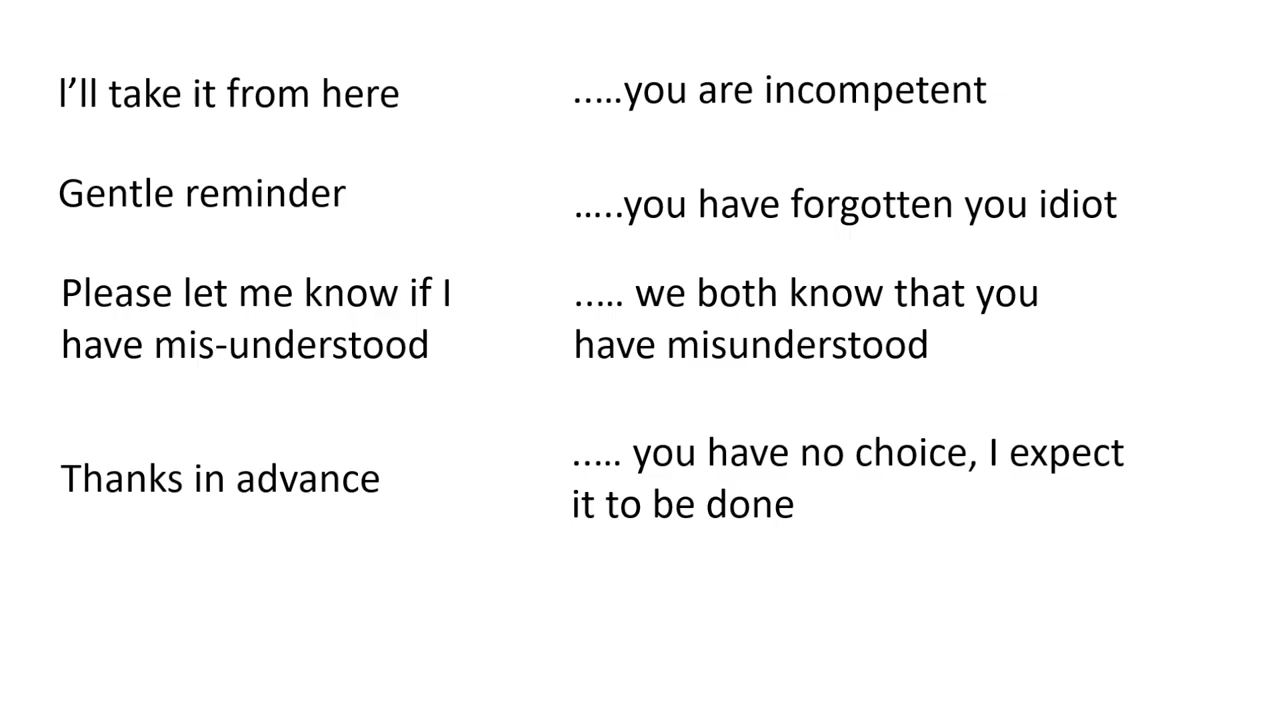 I'll take it from here
.....you are incompetent
Gentle reminder
.....you have forgotten you idiot
Please let me know if I
have mis-understood
..... we both know that you
have misunderstood
Thanks in advance
..... you have no choice, I expect
it to be done